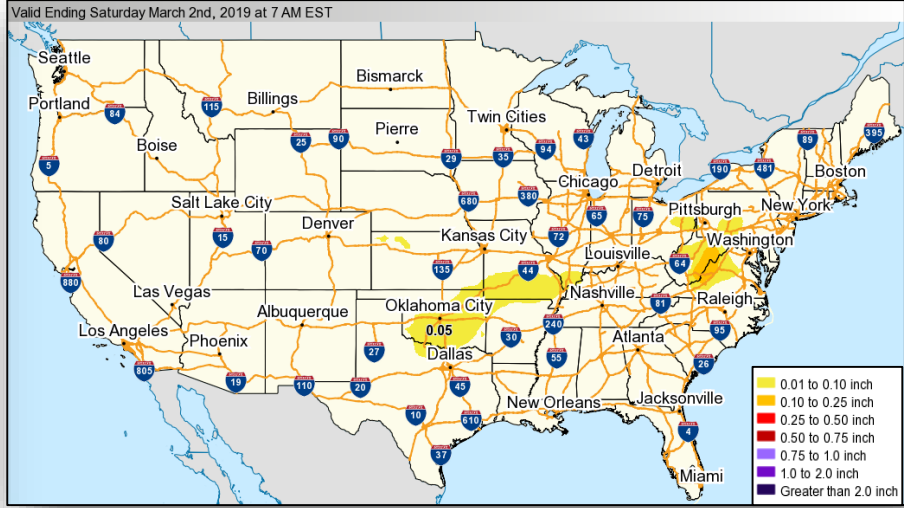 Valid Ending Saturday March 2nd, 2019 at 7 AM EST
Seattle
Bismarck
Portland
84
115
Billings
Twin Cities
395
Pierre
25
90
43
89
Boise
5
29
35
94
190
481
Boston
Detroit
Chicago
680
380
Salt Lake City
65
75
Pittsburgh
New York
Denver
80
15
70
Kansas City
72
Washington
Louisville
64
135
44
880
Las Vegas
Nashville
81
Raleigh
Oklahoma City
Albuquerque
0.05
240
95
Los Angeles
Phoenix
30
Atlanta
27
Dallas
55
26
805
19
110
20
45
New Orleans
Jacksonville
10
610
4
37
Miami
0.01 to 0.10 inch
0.10 to 0.25 inch
0.25 to 0.50 inch
0.50 to 0.75 inch
0.75 to 1.0 inch
1.0 to 2.0 inch
Greater than 2.0 inch